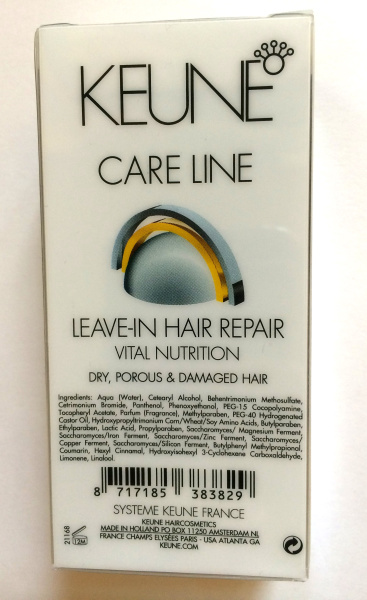 KEUNE
CARE LINE
LEAVE-IN HAIR REPAIR
VITAL NUTRITION
DRY, POROUS & DAMAGED HAIR
Ingredients: Aqua (Water), Cetearyl Alcohol, Behentrimonium Methosulfate,
Cetrimonium Bromide, Panthenol, Phenoxyethanol, PEG-15 Cocopolyamine,
Tocopheryl Acetate, Parfum (Fragrance), Methylparaben, PEG-40 Hydrogenated
Castor Oil, Hydroxypropyltrimonium Corn/Wheat/Soy Amino Acids, Butylparaben,
Ethylparaben, Lactic Acid, Propylparaben, Saccharomyces/ Magnesium Ferment,
Saccharomyces/Iron Ferment, Saccharomyces/Zinc Ferment, Saccharomyces/
Copper Ferment, Saccharomyces/Silicon Ferment, Butylphenyl Methylpropional,
Coumarin, Hexyl Cinnamal, Hydroxyisohexyl 3-Cyclohexene Carboxaldehyde,
Limonene, Linalool.
8 717185 383829
SYSTEME KEUNE FRANCE
KEUNE HAIRCOSMETICS
MADE IN HOLLAND PO BOX 11250 AMSTERDAM NL
FRANCE CHAMPS ELYSÉES PARIS - USA ATLANTA GA
KEUNE.COM
21168
12M